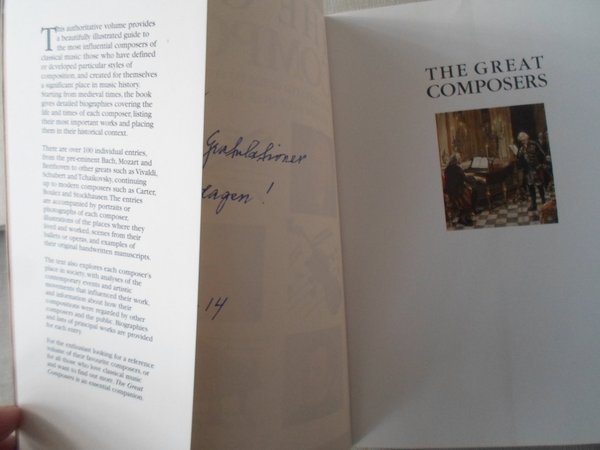 This authoritative volume provides
a beautifully illustrated guide to
the most influential composers of
classical music: those who have defined
or developed particular styles of
composition, and created for themselves
a significant place in music history.
Starting from medieval times, the book
gives detailed biographies covering the
life and times of each composer, listing
their most important works and placing
them in their historical context.
There are over 100 individual entries,
from the pre-eminent Bach, Mozart and
Beethoven to other greats such as Vivaldi,
Schubert and Tchaikovsky, continuing
up to modern composers such as Carter,
Boulez and Stockhausen. The entries
are accompanied by portraits or
photographs of each composer,
illustrations of the places where they
lived and worked, scenes from their
ballets or operas, and examples of
their original handwritten manuscripts.
The text also explores each composer's
place in society, with analyses of the
contemporary events and artistic
movements that influenced their work,
and information about how their
compositions were regarded by other
composers and the public. Biographies
and lists of principal works are provided
for each entry.
For the enthusiast looking for a reference
volume of their favourite composers, or
for all those who love classical music
and want to find out more, The Great
Composers is an essential companion.
Gratulationer
dagen!
-14
THE GREAT
COMPOSERS